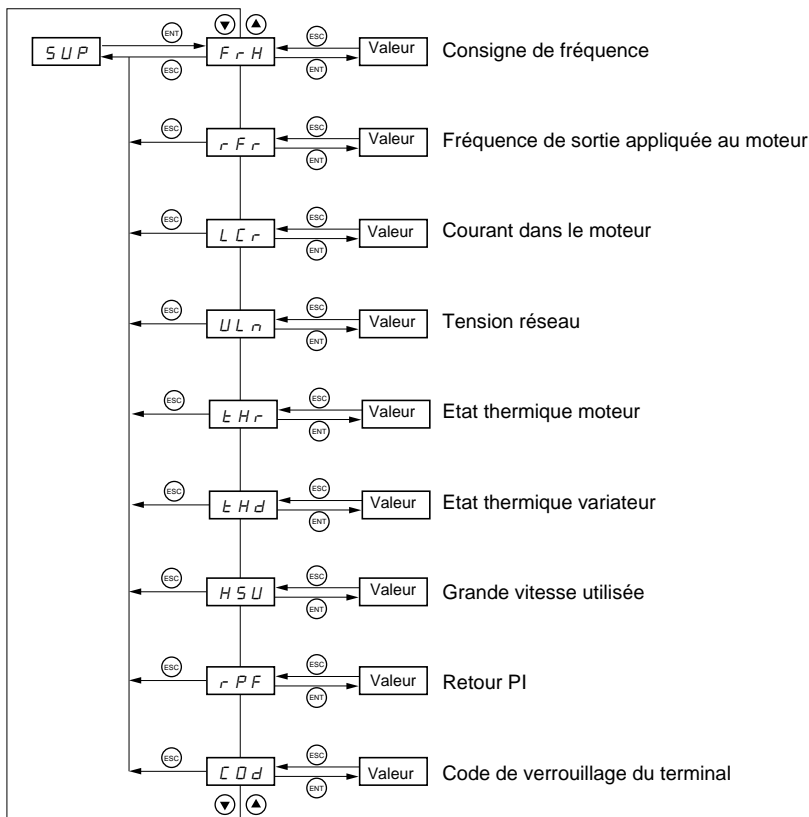 ENT ESC
SUP FrH Valeur Consigne de fréquence
ESC ENT
ESC ESC
rFr Valeur Fréquence de sortie appliquée au moteur
ENT
ESC ESC
LCr Valeur Courant dans le moteur
ENT
ESC ESC
ULn Valeur Tension réseau
ENT
ESC ESC
tHr Valeur Etat thermique moteur
ENT
ESC ESC
tHd Valeur Etat thermique variateur
ENT
ESC ESC
HSU Valeur Grande vitesse utilisée
ENT
ESC ESC
rPF Valeur Retour PI
ENT
ESC ESC
COd Valeur Code de verrouillage du terminal
ENT